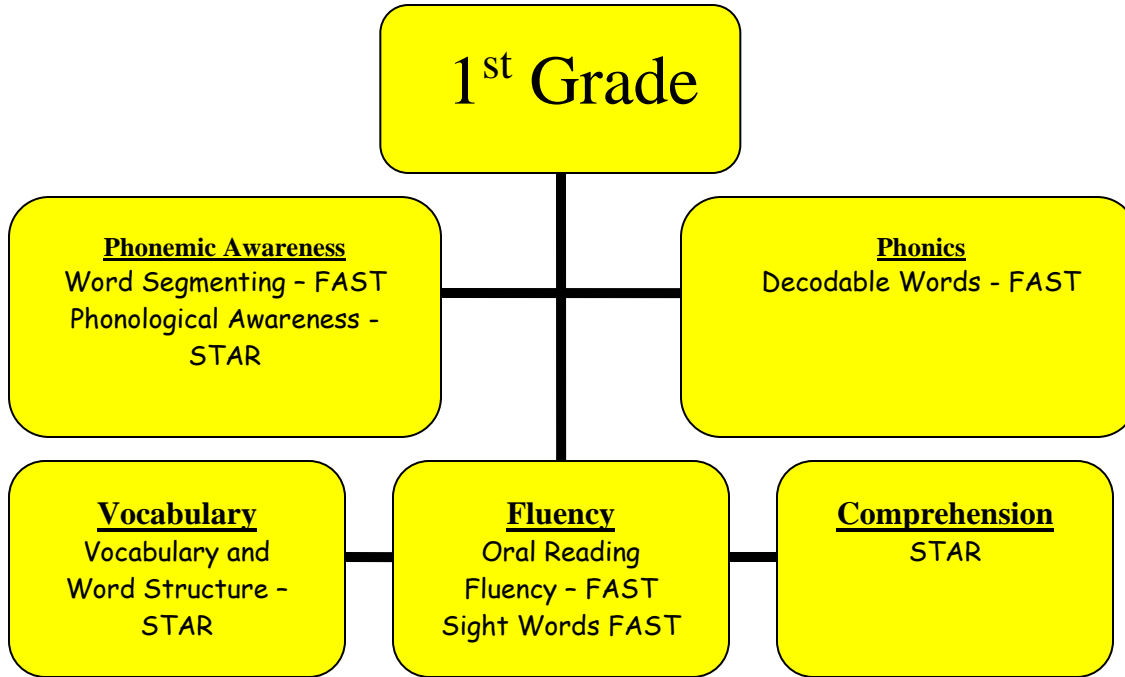 1st Grade
Phonemic Awareness
Word Segmenting – FAST
Phonological Awareness -
STAR
Phonics
Decodable Words - FAST
Vocabulary
Vocabulary and
Word Structure –
STAR
Fluency
Oral Reading
Fluency – FAST
Sight Words FAST
Comprehension
STAR